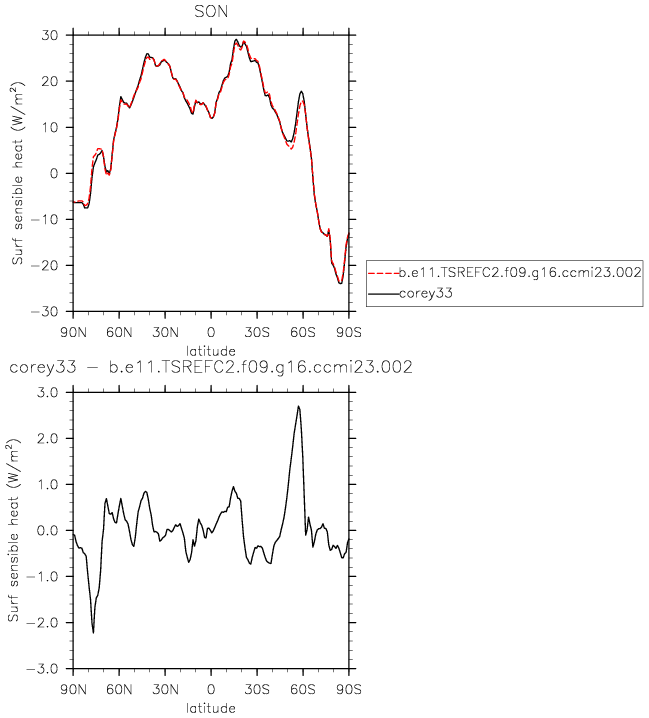 SON
30
20
10
0
−10
−20
−30
Surf sensible heat (W/m²)
90N 60N 30N 0 30S 60S 90S
latitude
b.e11.TSREFC2.f09.g16.ccmi23.002
corey33
corey33 − b.e11.TSREFC2.f09.g16.ccmi23.002
3.0
2.0
1.0
0.0
−1.0
−2.0
−3.0
Surf sensible heat (W/m²)
90N 60N 30N 0 30S 60S 90S
latitude